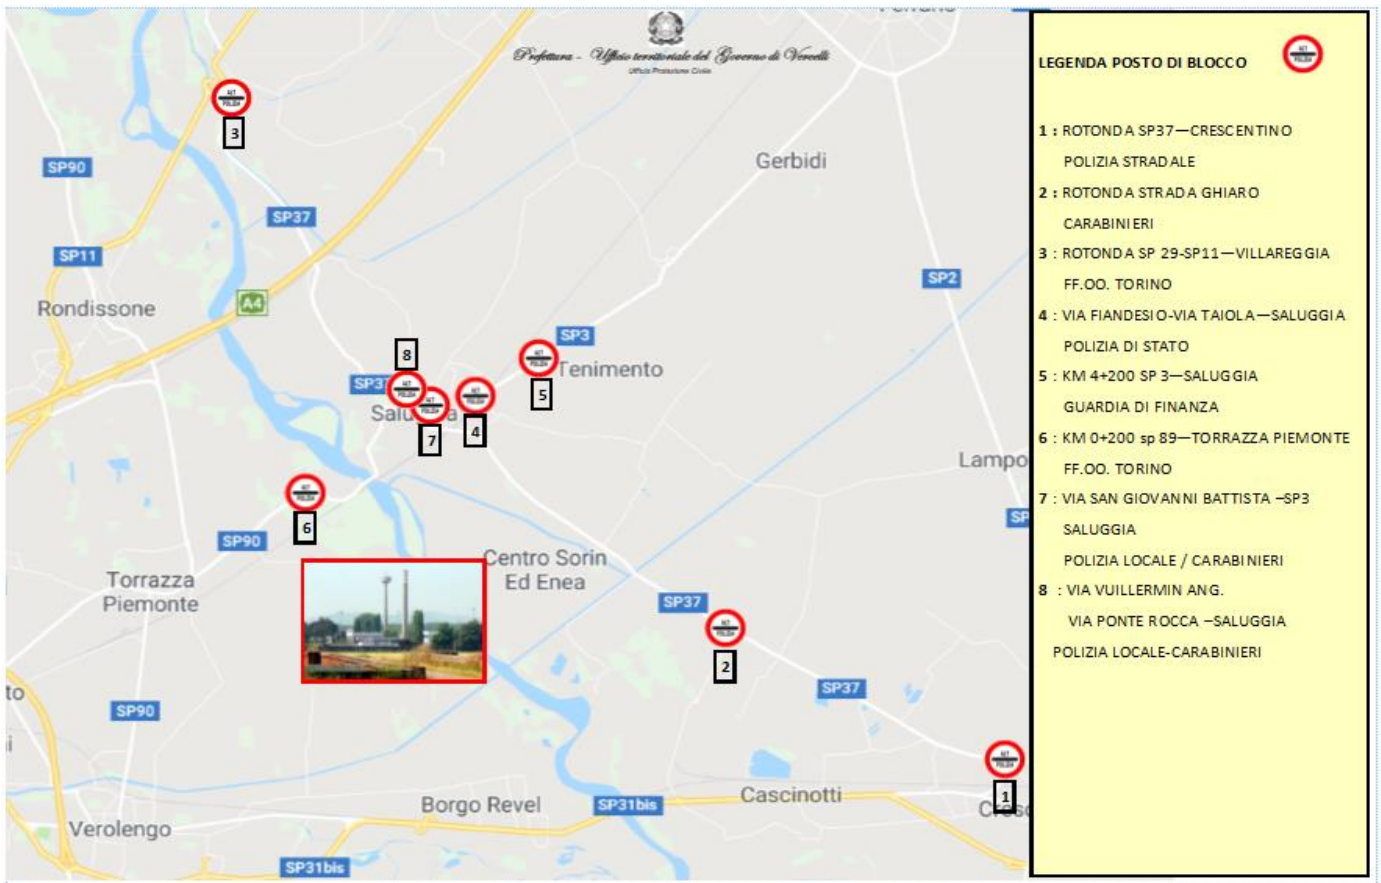 Prefettura - Ufficio territoriale del Governo di Vercelli
Ufficio Protezione Civile
3
SP90
Gerbidi
SP37
SP11
SP2
A4
Rondissone
SP3
8
Tenimento
5
4
7
Lampo
6
SP90
Centro Sorin
Ed Enea
Torrazza
Piemonte
SP37
2
SP37
to
SP90
1
Cascinotti
Borgo Revel
SP31bis
Verolengo
SP31bis
LEGENDA POSTO DI BLOCCO
ALT
POLIZIA
1 : ROTONDA SP37—CRESCENTINO
POLIZIA STRADALE
2 : ROTONDA STRADA GHIARO
CARABINIERI
3 : ROTONDA SP 29-SP11—VILLAREGGIA
FF.OO. TORINO
4 : VIA FIANDESIO-VIA TAIOLA—SALUGGIA
POLIZIA DI STATO
5 : KM 4+200 SP 3—SALUGGIA
GUARDIA DI FINANZA
6 : KM 0+200 sp 89—TORRAZZA PIEMONTE
FF.OO. TORINO
7 : VIA SAN GIOVANNI BATTISTA –SP3
SALUGGIA
POLIZIA LOCALE / CARABINIERI
8 : VIA VUILLERMIN ANG.
VIA PONTE ROCCA –SALUGGIA
POLIZIA LOCALE-CARABINIERI